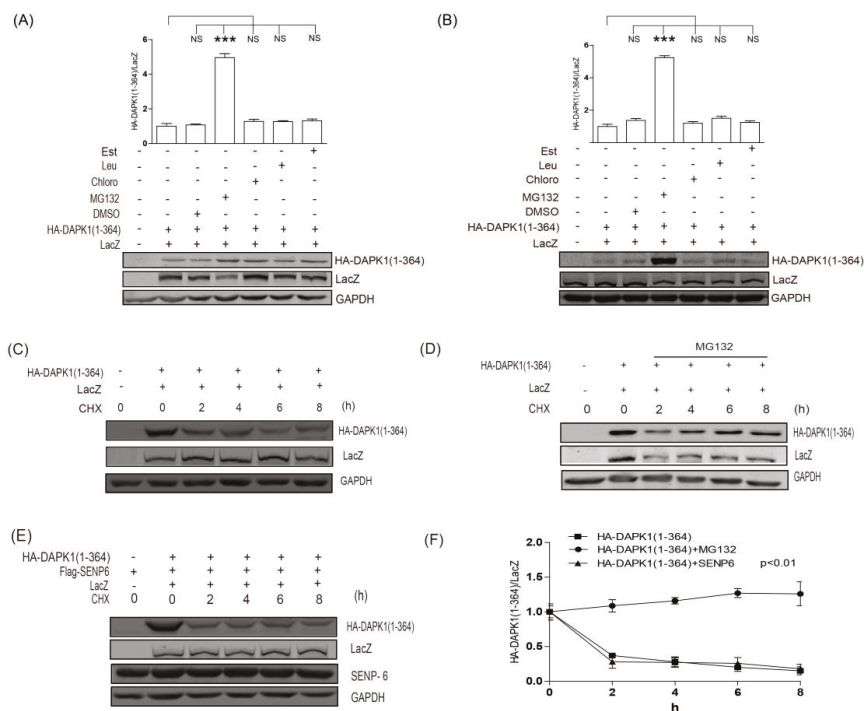 (A)
NS *** NS NS NS
HA-DAPK1(1-364)/LacZ
6
4
2
0
Est - - - - - - +
Leu - - - - - + -
Chloro - - - - + - -
MG132 - - - + - - -
DMSO - - + - - - -
HA-DAPK1(1-364) - + + + + + +
LacZ - + + + + + +
HA-DAPK1(1-364)
LacZ
GAPDH
(B)
NS *** NS NS NS
HA-DAPK1(1-364)/LacZ
6
4
2
0
Est - - - - - - +
Leu - - - - - + -
Chloro - - - - + - -
MG132 - - - + - - -
DMSO - - + - - - -
HA-DAPK1(1-364) - + + + + + +
LacZ - + + + + + +
HA-DAPK1(1-364)
LacZ
GAPDH
(C)
HA-DAPK1(1-364) - + + + + +
LacZ - + + + + +
CHX 0 0 2 4 6 8 (h)
HA-DAPK1(1-364)
LacZ
GAPDH
(D)
MG132
HA-DAPK1(1-364) - + + + + +
LacZ - + + + + +
CHX 0 0 2 4 6 8 (h)
HA-DAPK1(1-364)
LacZ
GAPDH
(E)
HA-DAPK1(1-364) - + + + + +
Flag-SENP6 + + + + + +
LacZ - + + + + +
CHX 0 0 2 4 6 8 (h)
HA-DAPK1(1-364)
LacZ
SENP-6
GAPDH
(F)
HA-DAPK1(1-364)
HA-DAPK1(1-364)+MG132
HA-DAPK1(1-364)+SENP6
p<0.01
HA-DAPK1(1-364)/LacZ
2.0
1.5
1.0
0.5
0.0
0 2 4 6 8
h